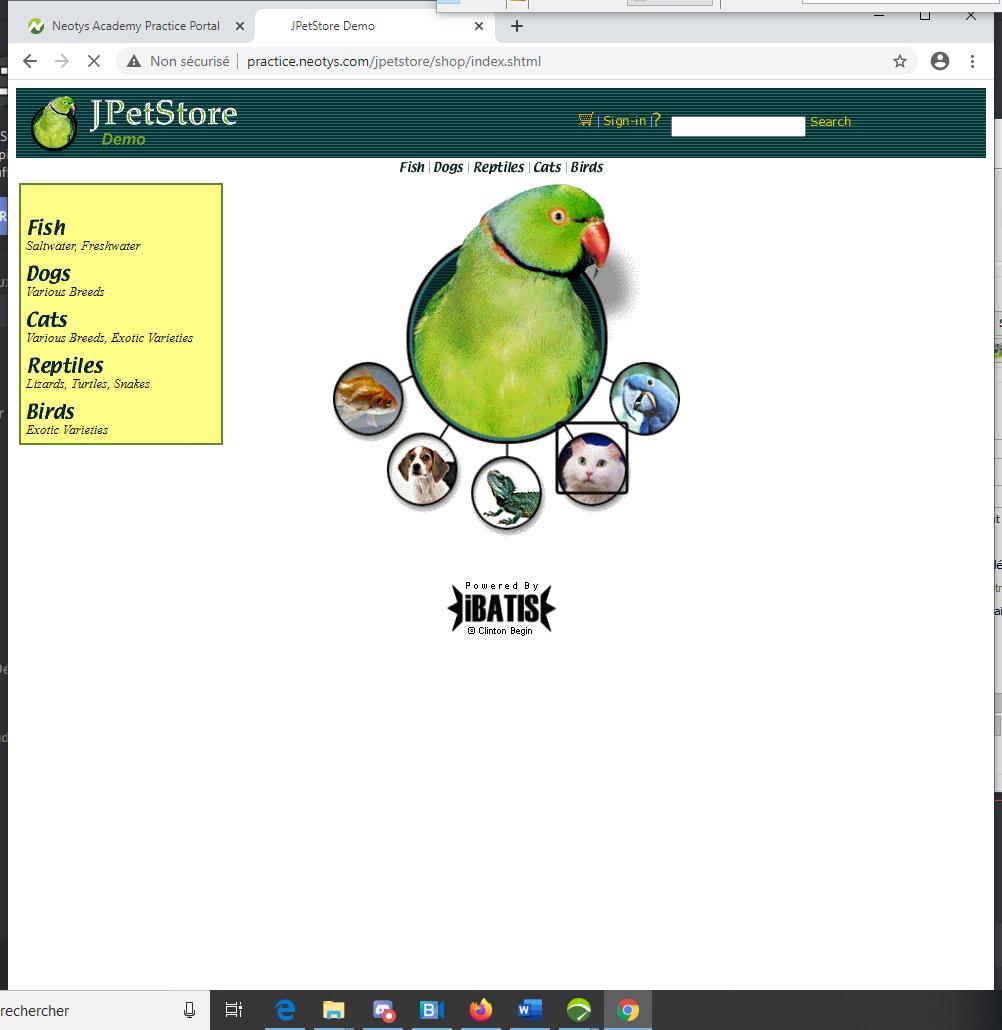 Neotys Academy Practice Portal
JPetStore Demo
Non sécurisé
practice.neotys.com/jpetstore/shop/index.shtml
JPetStore
Demo
| Sign-in | ?
Search
Fish | Dogs | Reptiles | Cats | Birds
Fish
Saltwater, Freshwater
Dogs
Various Breeds
Cats
Various Breeds, Exotic Varieties
Reptiles
Lizards, Turtles, Snakes
Birds
Exotic Varieties
Powered By
iBATIS
© Clinton Begin
rechercher